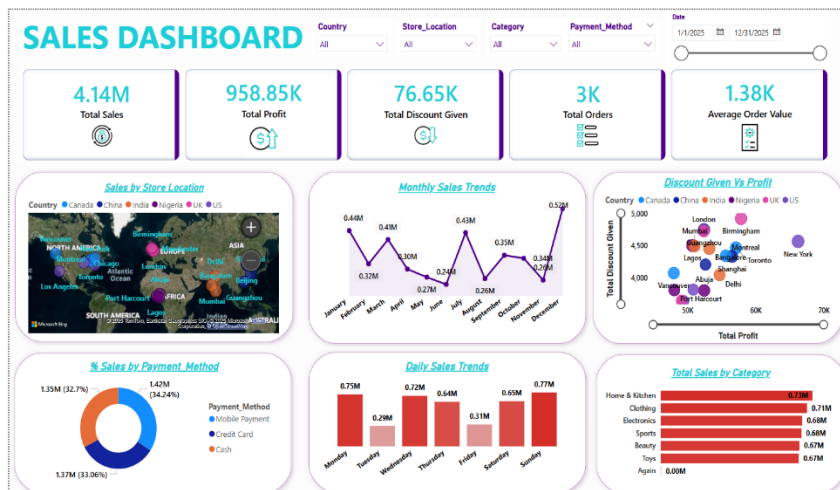 SALES DASHBOARD
Country
All
Store_Location
All
Category
All
Payment_Method
All
Date
1/1/2025
12/31/2025
4.14M
Total Sales
958.85K
Total Profit
76.65K
Total Discount Given
3K
Total Orders
1.38K
Average Order Value
Sales by Store Location
Country Canada China India Nigeria UK US
Vancouver
NORTH AMERICA
Montreal
Chicago
Toronto
Los Angeles
Atlantic
Ocean
Birmingham
Manchester
EUROPE
London
Abuja
AFRICA
Port Harcourt
Lagos
ASIA
Beijing
Bangalore
Mumbai
Guangzhou
SOUTH AMERICA
Indian
Microsoft Bing
Monthly Sales Trends
0.44M
0.32M
0.41M
0.30M
0.27M
0.24M
0.43M
0.26M
0.35M
0.34M
0.26M
0.52M
January
February
March
April
May
June
July
August
September
October
November
December
Discount Given Vs Profit
Country Canada China India Nigeria UK US
Total Discount Given
5,000
4,500
4,000
London
Mumbai
Birmingham
Guangzhou
Montreal
New York
Lagos
Bangalore
Toronto
Shanghai
Abuja
Delhi
Vancouver
Port Harcourt
50K
60K
70K
Total Profit
% Sales by Payment_Method
1.35M (32.7%)
1.42M
(34.24%)
1.37M (33.06%)
Payment_Method
Mobile Payment
Credit Card
Cash
Daily Sales Trends
0.75M
0.29M
0.72M
0.64M
0.31M
0.65M
0.77M
Monday
Tuesday
Wednesday
Thursday
Friday
Saturday
Sunday
Total Sales by Category
Home & Kitchen 0.73M
Clothing 0.71M
Electronics 0.68M
Sports 0.68M
Beauty 0.67M
Toys 0.67M
Again 0.00M